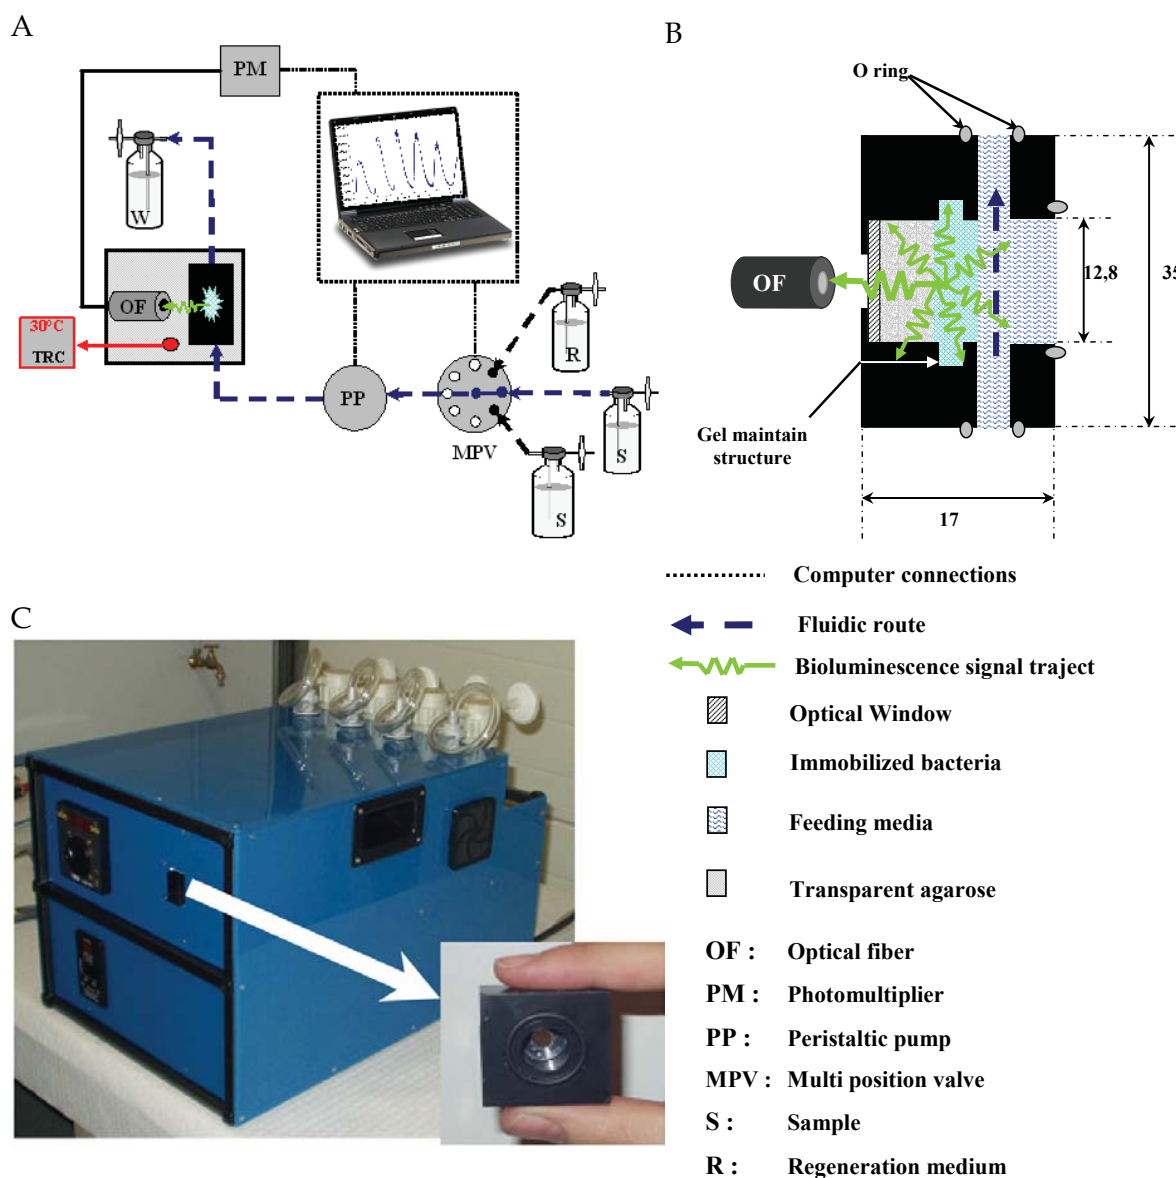 A
PM
W
OF
30°C
TRC
PP
MPV
R
S
S
B
O ring
OF
12,8
35
Gel maintain
structure
17
Computer connections
Fluidic route
Bioluminescence signal traject
Optical Window
Immobilized bacteria
Feeding media
Transparent agarose
OF : Optical fiber
PM : Photomultiplier
PP : Peristaltic pump
MPV : Multi position valve
S : Sample
R : Regeneration medium
C